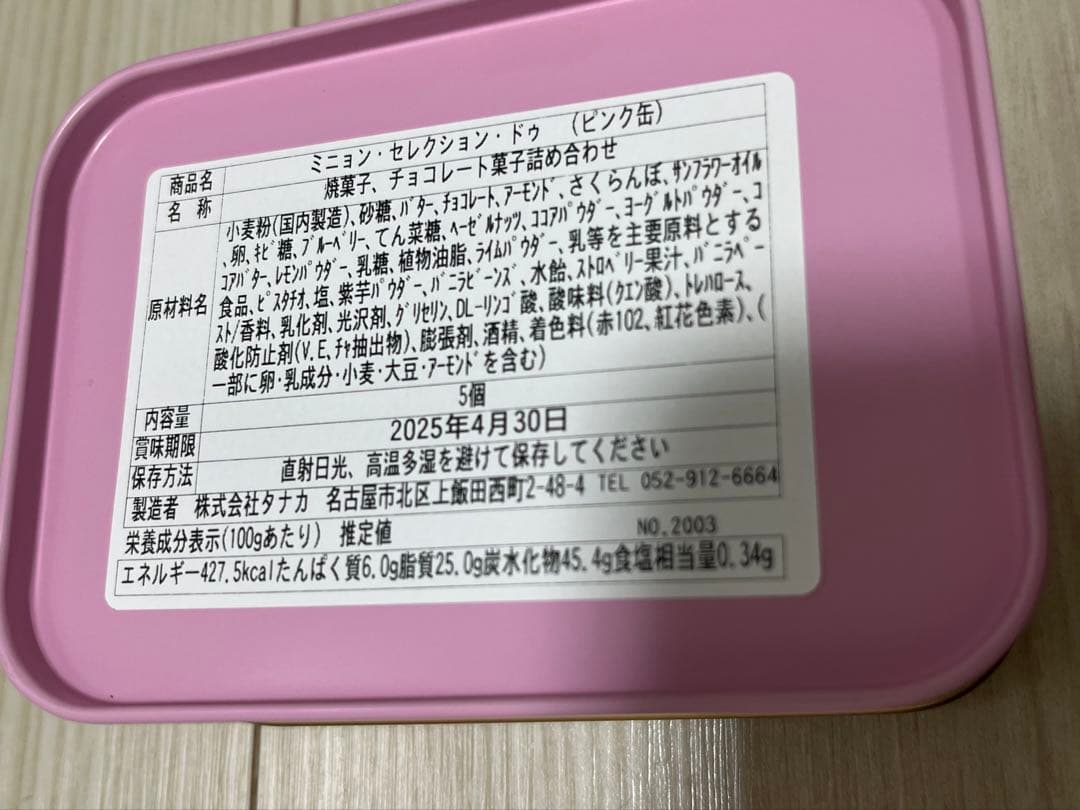 商品名 ミニョン・セレクション・ドゥ （ピンク缶）
名 称 焼菓子、チョコレート菓子詰め合わせ
原材料名
小麦粉(国内製造)、砂糖、ﾊﾞﾀｰ、ﾁｮｺﾚｰﾄ、ｱｰﾓﾝﾄﾞ、さくらんぼ、ｻﾝﾌﾗﾜｰｵｲﾙ
、卵、ｷﾋﾞ糖、ﾌﾞﾙｰﾍﾞﾘｰ、てん菜糖、ﾍｰｾﾞﾙﾅｯﾂ、ｺｺｱﾊﾟｳﾀﾞｰ、ﾖｰｸﾞﾙﾄﾊﾟｳﾀﾞｰ、ｺ
ｺｱﾊﾞﾀｰ、ﾚﾓﾝﾊﾟｳﾀﾞｰ、乳糖、植物油脂、ﾗｲﾑﾊﾟｳﾀﾞｰ、乳等を主要原料とする
食品、ﾋﾟｽﾀﾁｵ、塩、紫芋ﾊﾟｳﾀﾞｰ、ﾊﾞﾆﾗﾋﾞｰﾝｽﾞ、水飴、ｽﾄﾛﾍﾞﾘｰ果汁、ﾊﾞﾆﾗﾍﾟｰ
ｽﾄ/香料、乳化剤、光沢剤、ｸﾞﾘｾﾘﾝ、DL-ﾘﾝｺﾞ酸、酸味料(ｸｴﾝ酸)、ﾄﾚﾊﾛｰｽ、
酸化防止剤(V.E､ﾁｬ抽出物)、膨張剤、酒精、着色料(赤102、紅花色素)、(
一部に卵・乳成分・小麦・大豆・ｱｰﾓﾝﾄﾞを含む)
内容量 5個
賞味期限 2025年4月30日
保存方法 直射日光、高温多湿を避けて保存してください
製造者 株式会社タナカ 名古屋市北区上飯田西町2-48-4 TEL 052-912-6664
栄養成分表示(100gあたり) 推定値 NO.2003
エネルギー427.5kcalたんぱく質6.0g脂質25.0g炭水化物45.4g食塩相当量0.34g